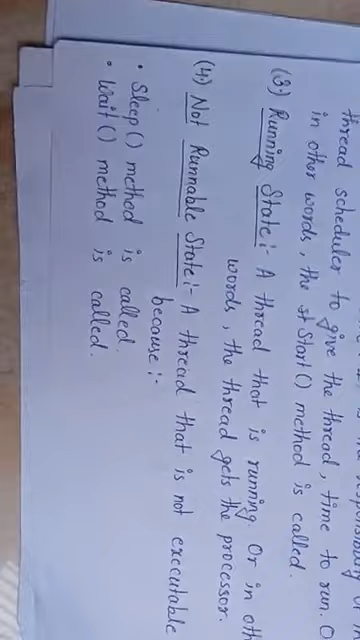 thread scheduler to give the thread, time to run.
in other words, the Start() method is called.
(3.) Running State:- A thread that is running Or in
words, the thread gets the processor.
(4.) Not Runnable State:- A thread that is not executable
because:-
• Sleep() method is called.
• Wait() method is called.